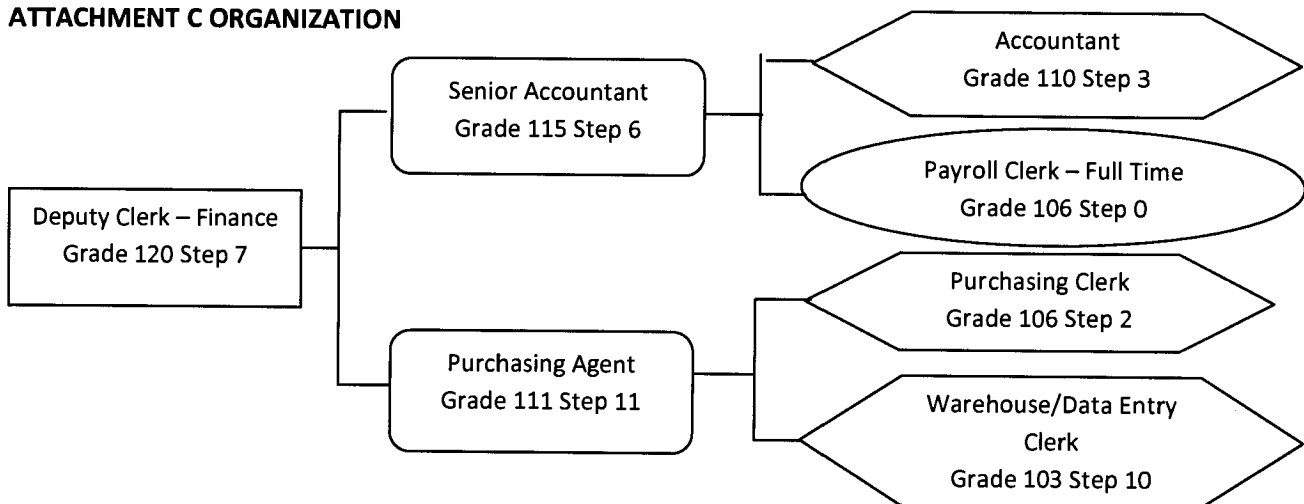 ATTACHMENT C ORGANIZATION
Deputy Clerk – Finance
Grade 120 Step 7
Senior Accountant
Grade 115 Step 6
Accountant
Grade 110 Step 3
Payroll Clerk – Full Time
Grade 106 Step 0
Purchasing Agent
Grade 111 Step 11
Purchasing Clerk
Grade 106 Step 2
Warehouse/Data Entry
Clerk
Grade 103 Step 10